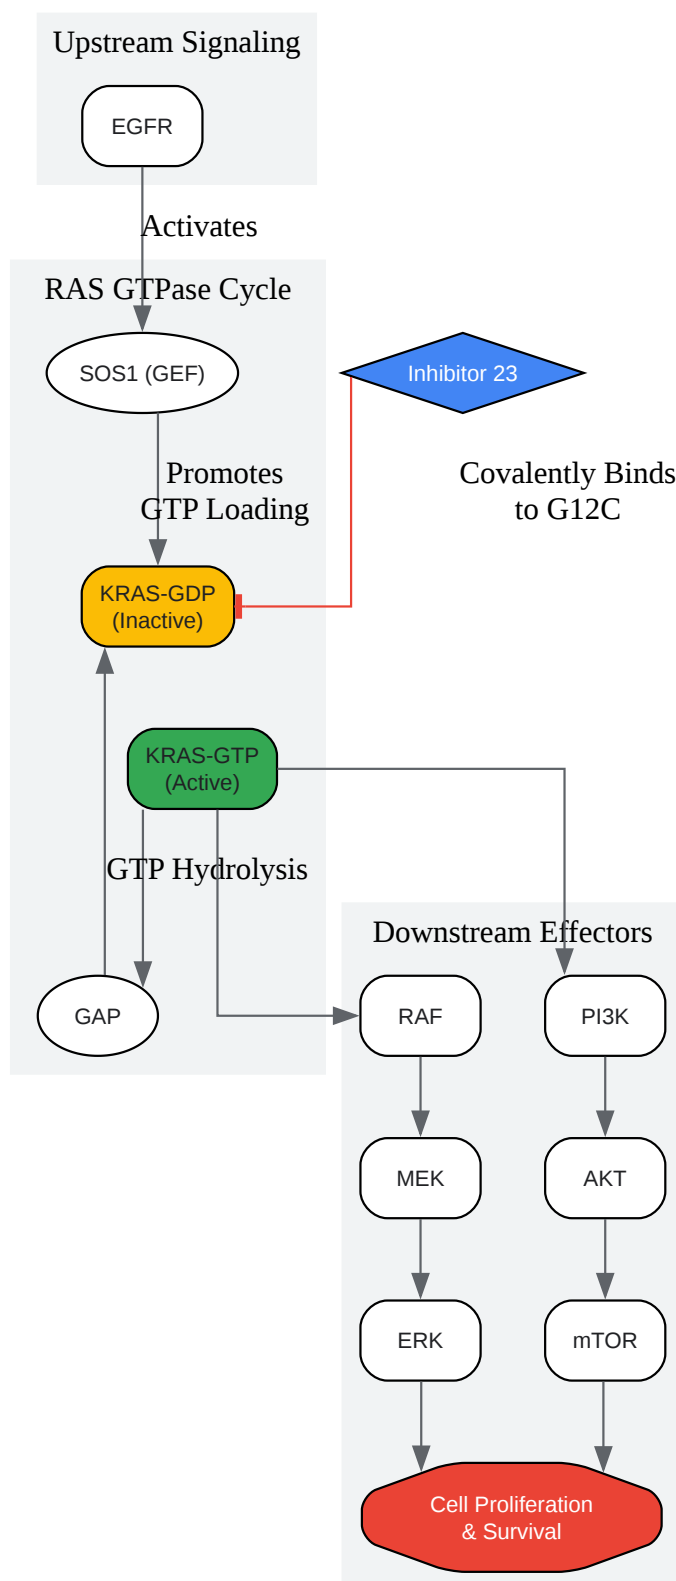 Upstream Signaling
EGFR
Activates
RAS GTPase Cycle
SOS1 (GEF)
Inhibitor 23
Promotes
GTP Loading
Covalently Binds
to G12C
KRAS-GDP
(Inactive)
KRAS-GTP
(Active)
GTP Hydrolysis
Downstream Effectors
GAP
RAF
PI3K
MEK
AKT
ERK
mTOR
Cell Proliferation
& Survival